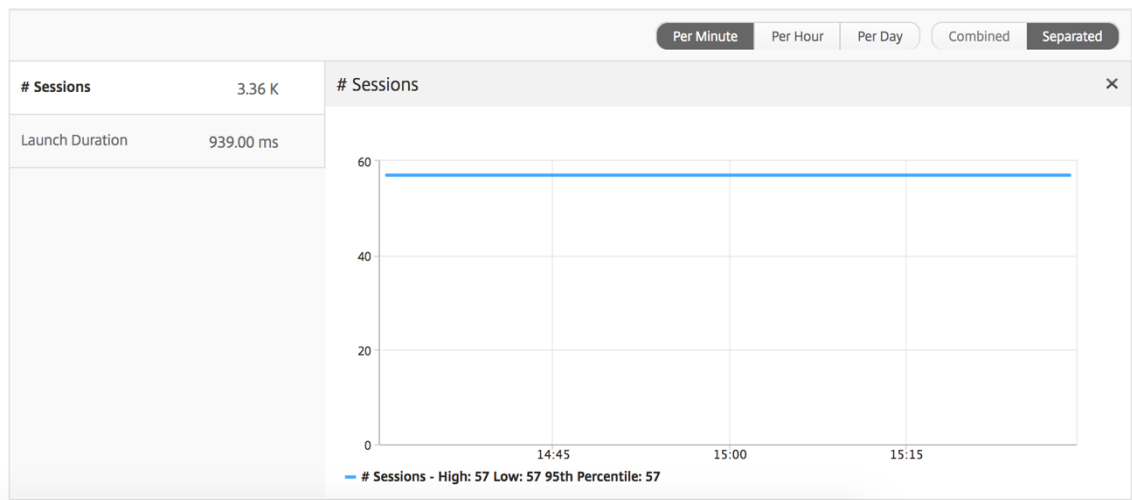 Per Minute Per Hour Per Day Combined Separated
# Sessions 3.36 K
Launch Duration 939.00 ms
# Sessions ×
60
40
20
0
14:45 15:00 15:15
# Sessions - High: 57 Low: 57 95th Percentile: 57